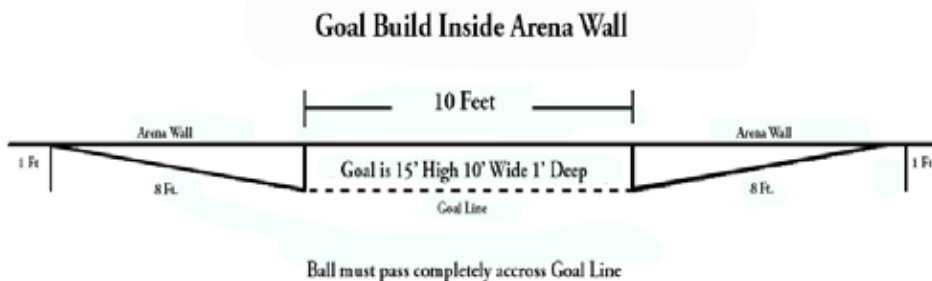 Goal Build Inside Arena Wall
10 Feet
Arena Wall
Arena Wall
1 Ft
Goal is 15' High 10' Wide 1' Deep
1 Ft
8 Ft.
8 Ft.
Goal Line
Ball must pass completely accross Goal Line